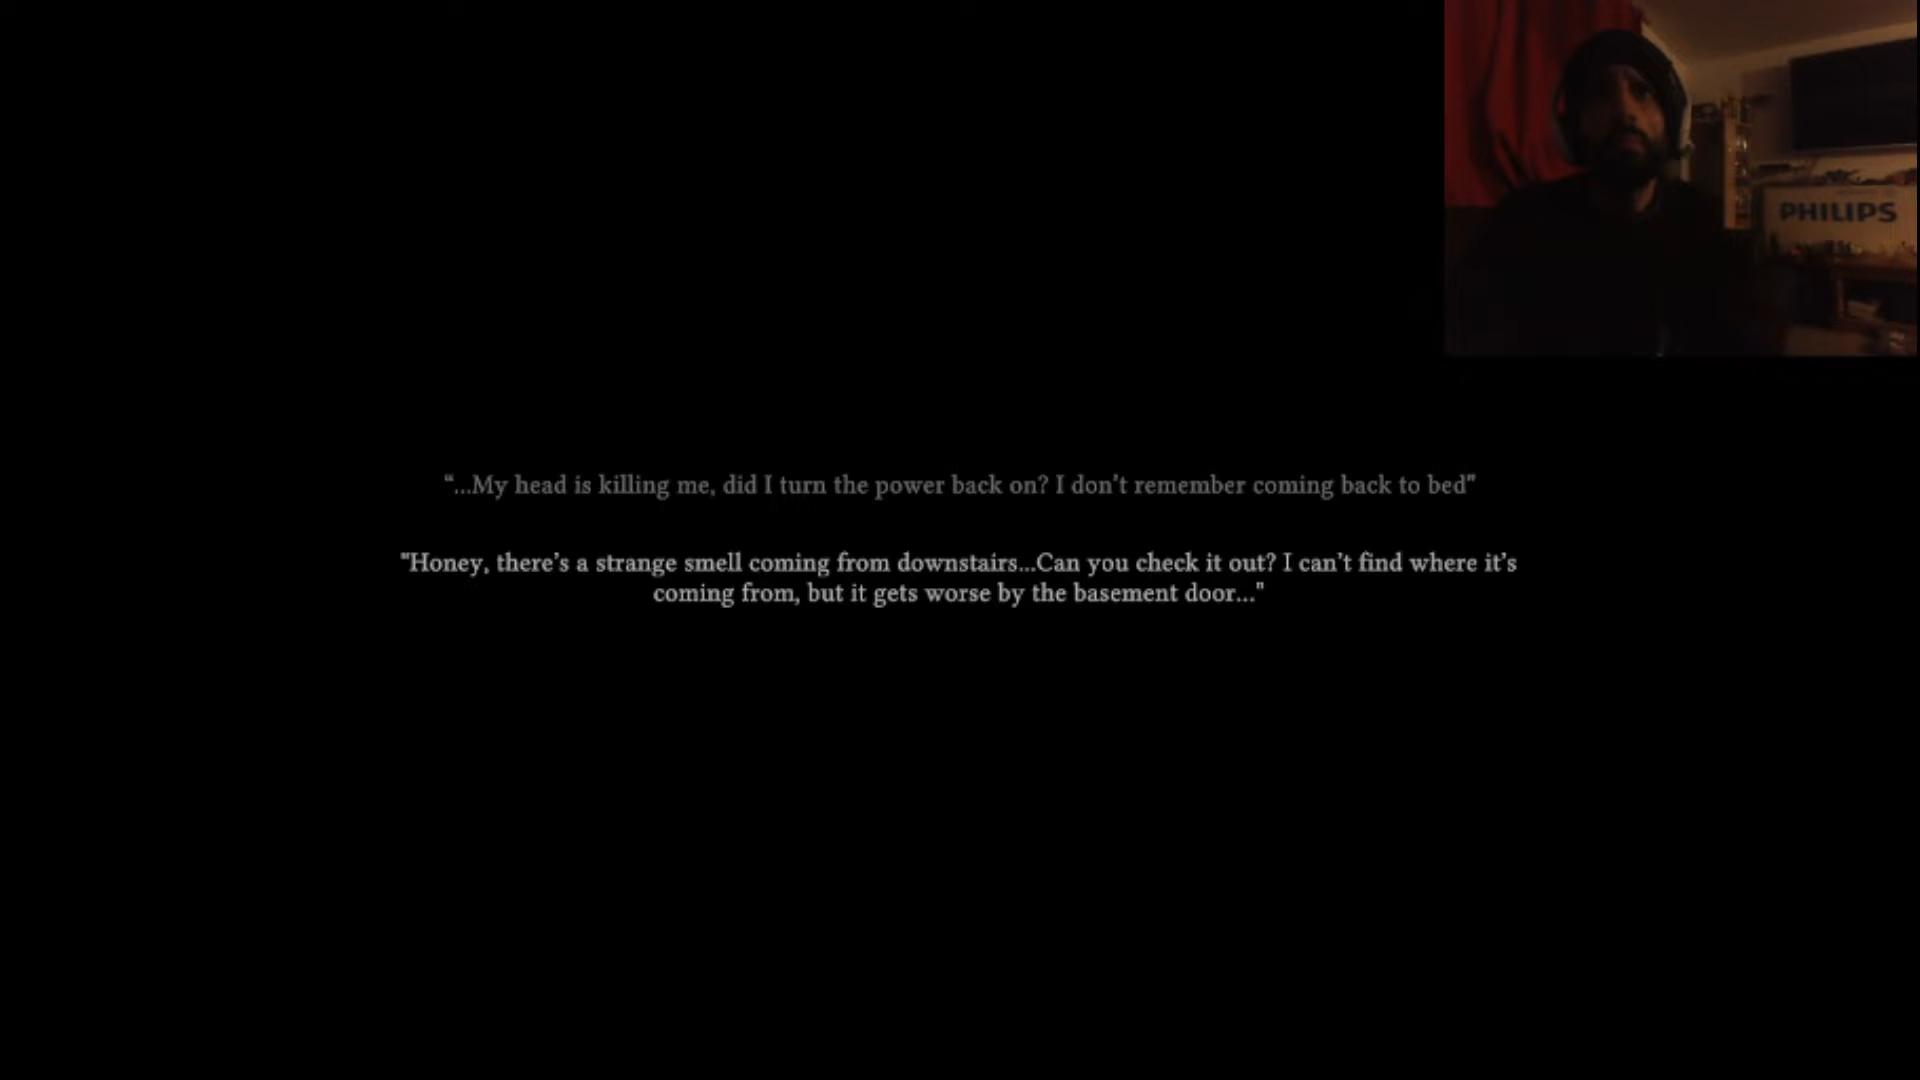 PHILIPS
“...My head is killing me, did I turn the power back on? I don’t remember coming back to bed"
"Honey, there’s a strange smell coming from downstairs...Can you check it out? I can’t find where it’s
coming from, but it gets worse by the basement door..."